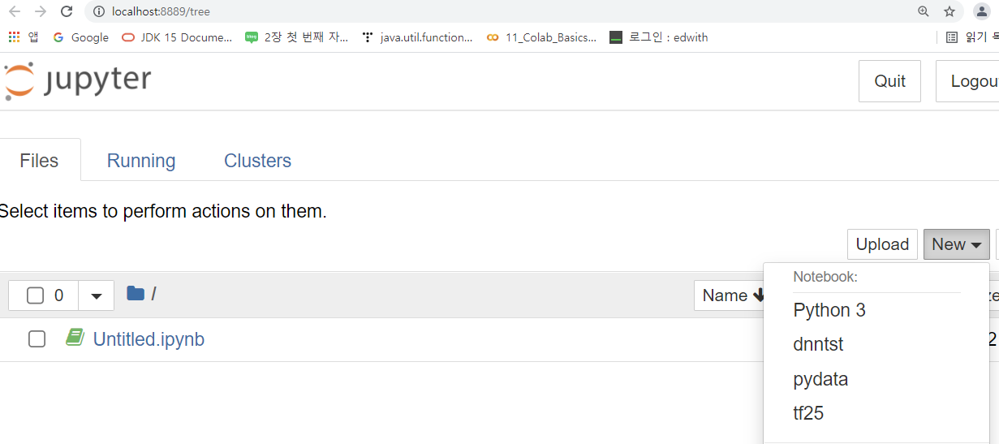 localhost:8889/tree
앱 Google JDK 15 Docume... 2장 첫 번째 자... java.util.function... 11_Colab_Basics... 로그인 : edwith 읽기
jupyter
Quit Logou
Files Running Clusters
Select items to perform actions on them.
Upload New
0 / Name ze
Notebook:
Python 3
Untitled.ipynb 2
dnntst
pydata
tf25